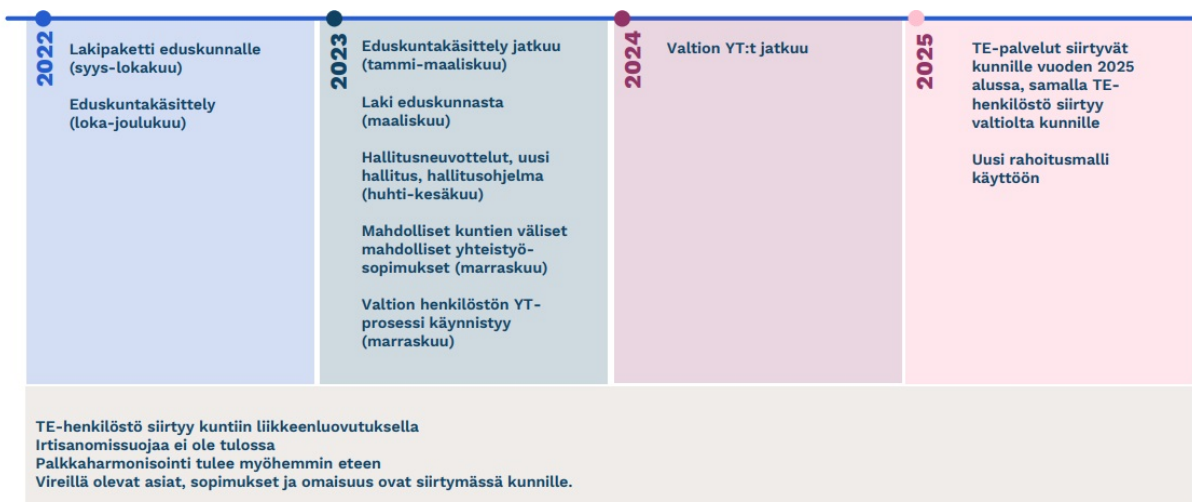 2022
Lakipaketti eduskunnalle
(syys-lokakuu)
Eduskuntakäsittely
(loka-joulukuu)
2023
Eduskuntakäsittely jatkuu
(tammi-maaliskuu)
Laki eduskunnasta
(maaliskuu)
Hallitusneuvottelut, uusi
hallitus, hallitusohjelma
(huhti-kesäkuu)
Mahdolliset kuntien väliset
mahdolliset yhteistyö-
sopimukset (marraskuu)
Valtion henkilöstön YT-
prosessi käynnistyy
(marraskuu)
2024
Valtion YT:t jatkuu
2025
TE-palvelut siirtyvät
kunnille vuoden 2025
alussa, samalla TE-
henkilöstö siirtyy
valtiolta kunnille
Uusi rahoitusmalli
käyttöön
TE-henkilöstö siirtyy kuntiin liikkeenluovutuksella
Irtisanomissuojaa ei ole tulossa
Palkkaharmonisointi tulee myöhemmin eteen
Vireillä olevat asiat, sopimukset ja omaisuus ovat siirtymässä kunnille.